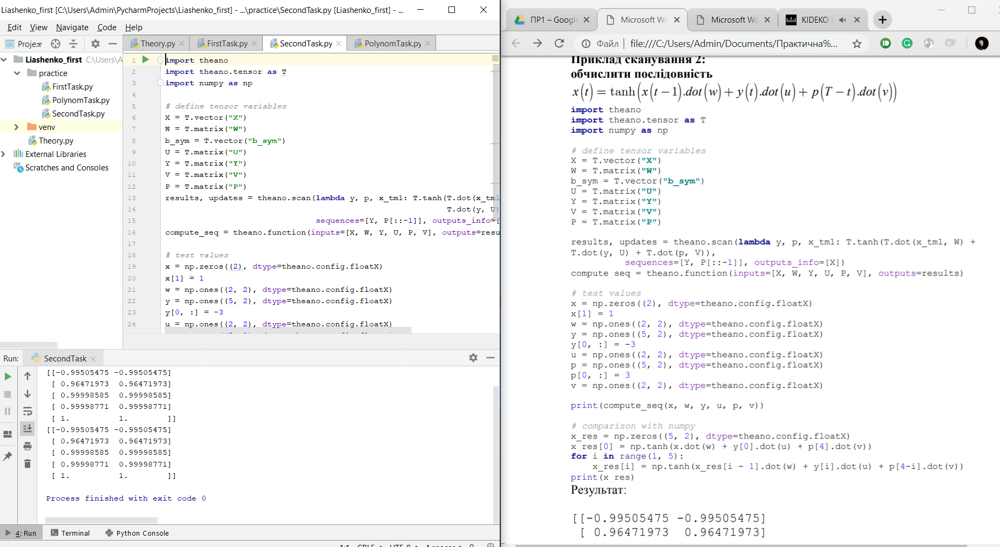 Liashenko_first [C:\Users\Admin\PycharmProjects\Liashenko_first] - ...\practice\SecondTask.py [Liashenko_first] - ...
Edit View Navigate Code Help
Proje
Theory.py
FirstTask.py
SecondTask.py
PolynomTask.py
Liashenko_first C:\Users\A
practice
FirstTask.py
PolynomTask.py
SecondTask.py
venv
Theory.py
External Libraries
Scratches and Consoles
1 import theano
2 import theano.tensor as T
3 import numpy as np
4
5 # define tensor variables
6 X = T.vector("X")
7 W = T.matrix("W")
8 b_sym = T.vector("b_sym")
9 U = T.matrix("U")
10 Y = T.matrix("Y")
11 V = T.matrix("V")
12 P = T.matrix("P")
13 results, updates = theano.scan(lambda y, p, x_tm1: T.tanh(T.dot(x_tm1
14 T.dot(y, U)
15 sequences=[Y, P[::-1]], outputs_info=[
16 compute_seq = theano.function(inputs=[X, W, Y, U, P, V], outputs=resu
17
18 # test values
19 x = np.zeros((2), dtype=theano.config.floatX)
20 x[1] = 1
21 w = np.ones((2, 2), dtype=theano.config.floatX)
22 y = np.ones((5, 2), dtype=theano.config.floatX)
23 y[0, :] = -3
24 u = np.ones((2, 2), dtype=theano.config.floatX)
Run: SecondTask
[[-0.99505475 -0.99505475]
[ 0.96471973 0.96471973]
[ 0.99998585 0.99998585]
[ 0.99998771 0.99998771]
[ 1. 1. ]]
[[-0.99505475 -0.99505475]
[ 0.96471973 0.96471973]
[ 0.99998585 0.99998585]
[ 0.99998771 0.99998771]
[ 1. 1. ]]
Process finished with exit code 0
4: Run Terminal Python Console
ПР1 – Google
Microsoft Wo
Microsoft Wo
KIDEKO
Файл | file:///C:/Users/Admin/Documents/Практична%...
Приклад сканування 2:
обчислити послідовність
x(t) = tanh(x(t−1).dot(w) + y(t).dot(u) + p(T−t).dot(v))
import theano
import theano.tensor as T
import numpy as np
# define tensor variables
X = T.vector("X")
W = T.matrix("W")
b_sym = T.vector("b_sym")
U = T.matrix("U")
Y = T.matrix("Y")
V = T.matrix("V")
P = T.matrix("P")
results, updates = theano.scan(lambda y, p, x_tm1: T.tanh(T.dot(x_tm1, W) +
T.dot(y, U) + T.dot(p, V)),
sequences=[Y, P[::-1]], outputs_info=[X])
compute_seq = theano.function(inputs=[X, W, Y, U, P, V], outputs=results)
# test values
x = np.zeros((2), dtype=theano.config.floatX)
x[1] = 1
w = np.ones((2, 2), dtype=theano.config.floatX)
y = np.ones((5, 2), dtype=theano.config.floatX)
y[0, :] = -3
u = np.ones((2, 2), dtype=theano.config.floatX)
p = np.ones((5, 2), dtype=theano.config.floatX)
p[0, :] = 3
v = np.ones((2, 2), dtype=theano.config.floatX)
print(compute_seq(x, w, y, u, p, v))
# comparison with numpy
x_res = np.zeros((5, 2), dtype=theano.config.floatX)
x_res[0] = np.tanh(x.dot(w) + y[0].dot(u) + p[4].dot(v))
for i in range(1, 5):
x_res[i] = np.tanh(x_res[i - 1].dot(w) + y[i].dot(u) + p[4-i].dot(v))
print(x_res)
Результат:
[[-0.99505475 -0.99505475]
[ 0.96471973 0.96471973]